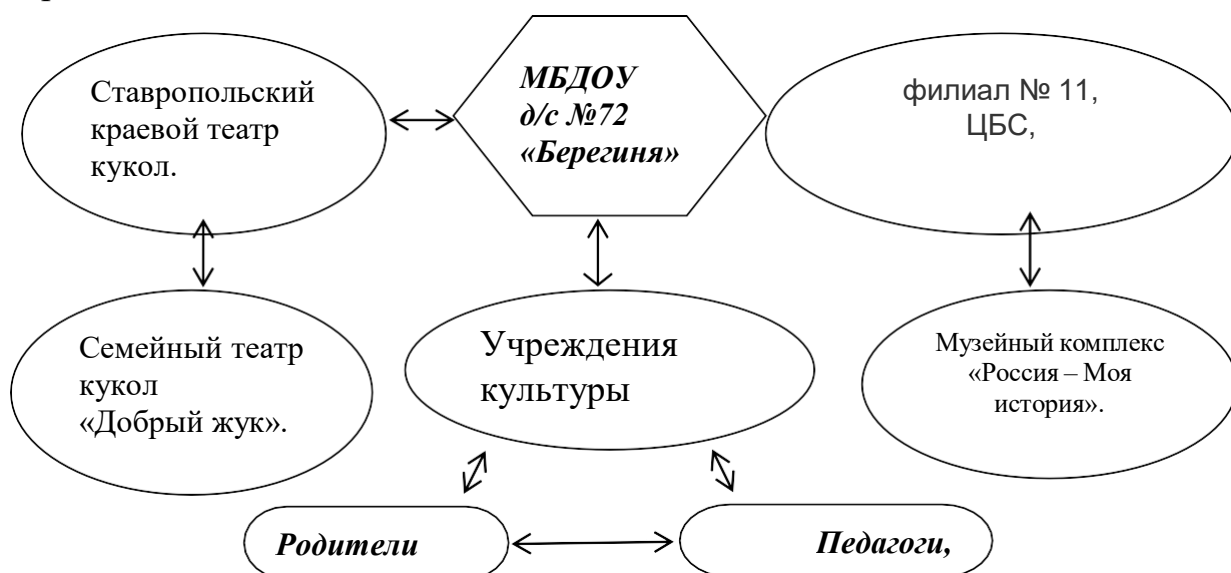 Ставропольский
краевой театр
кукол.
МБДОУ
д/с №72
«Берегиня»
филиал № 11,
ЦБС,
Семейный театр
кукол
«Добрый жук».
Учреждения
культуры
Музейный комплекс
«Россия – Моя
история».
Родители
Педагоги,